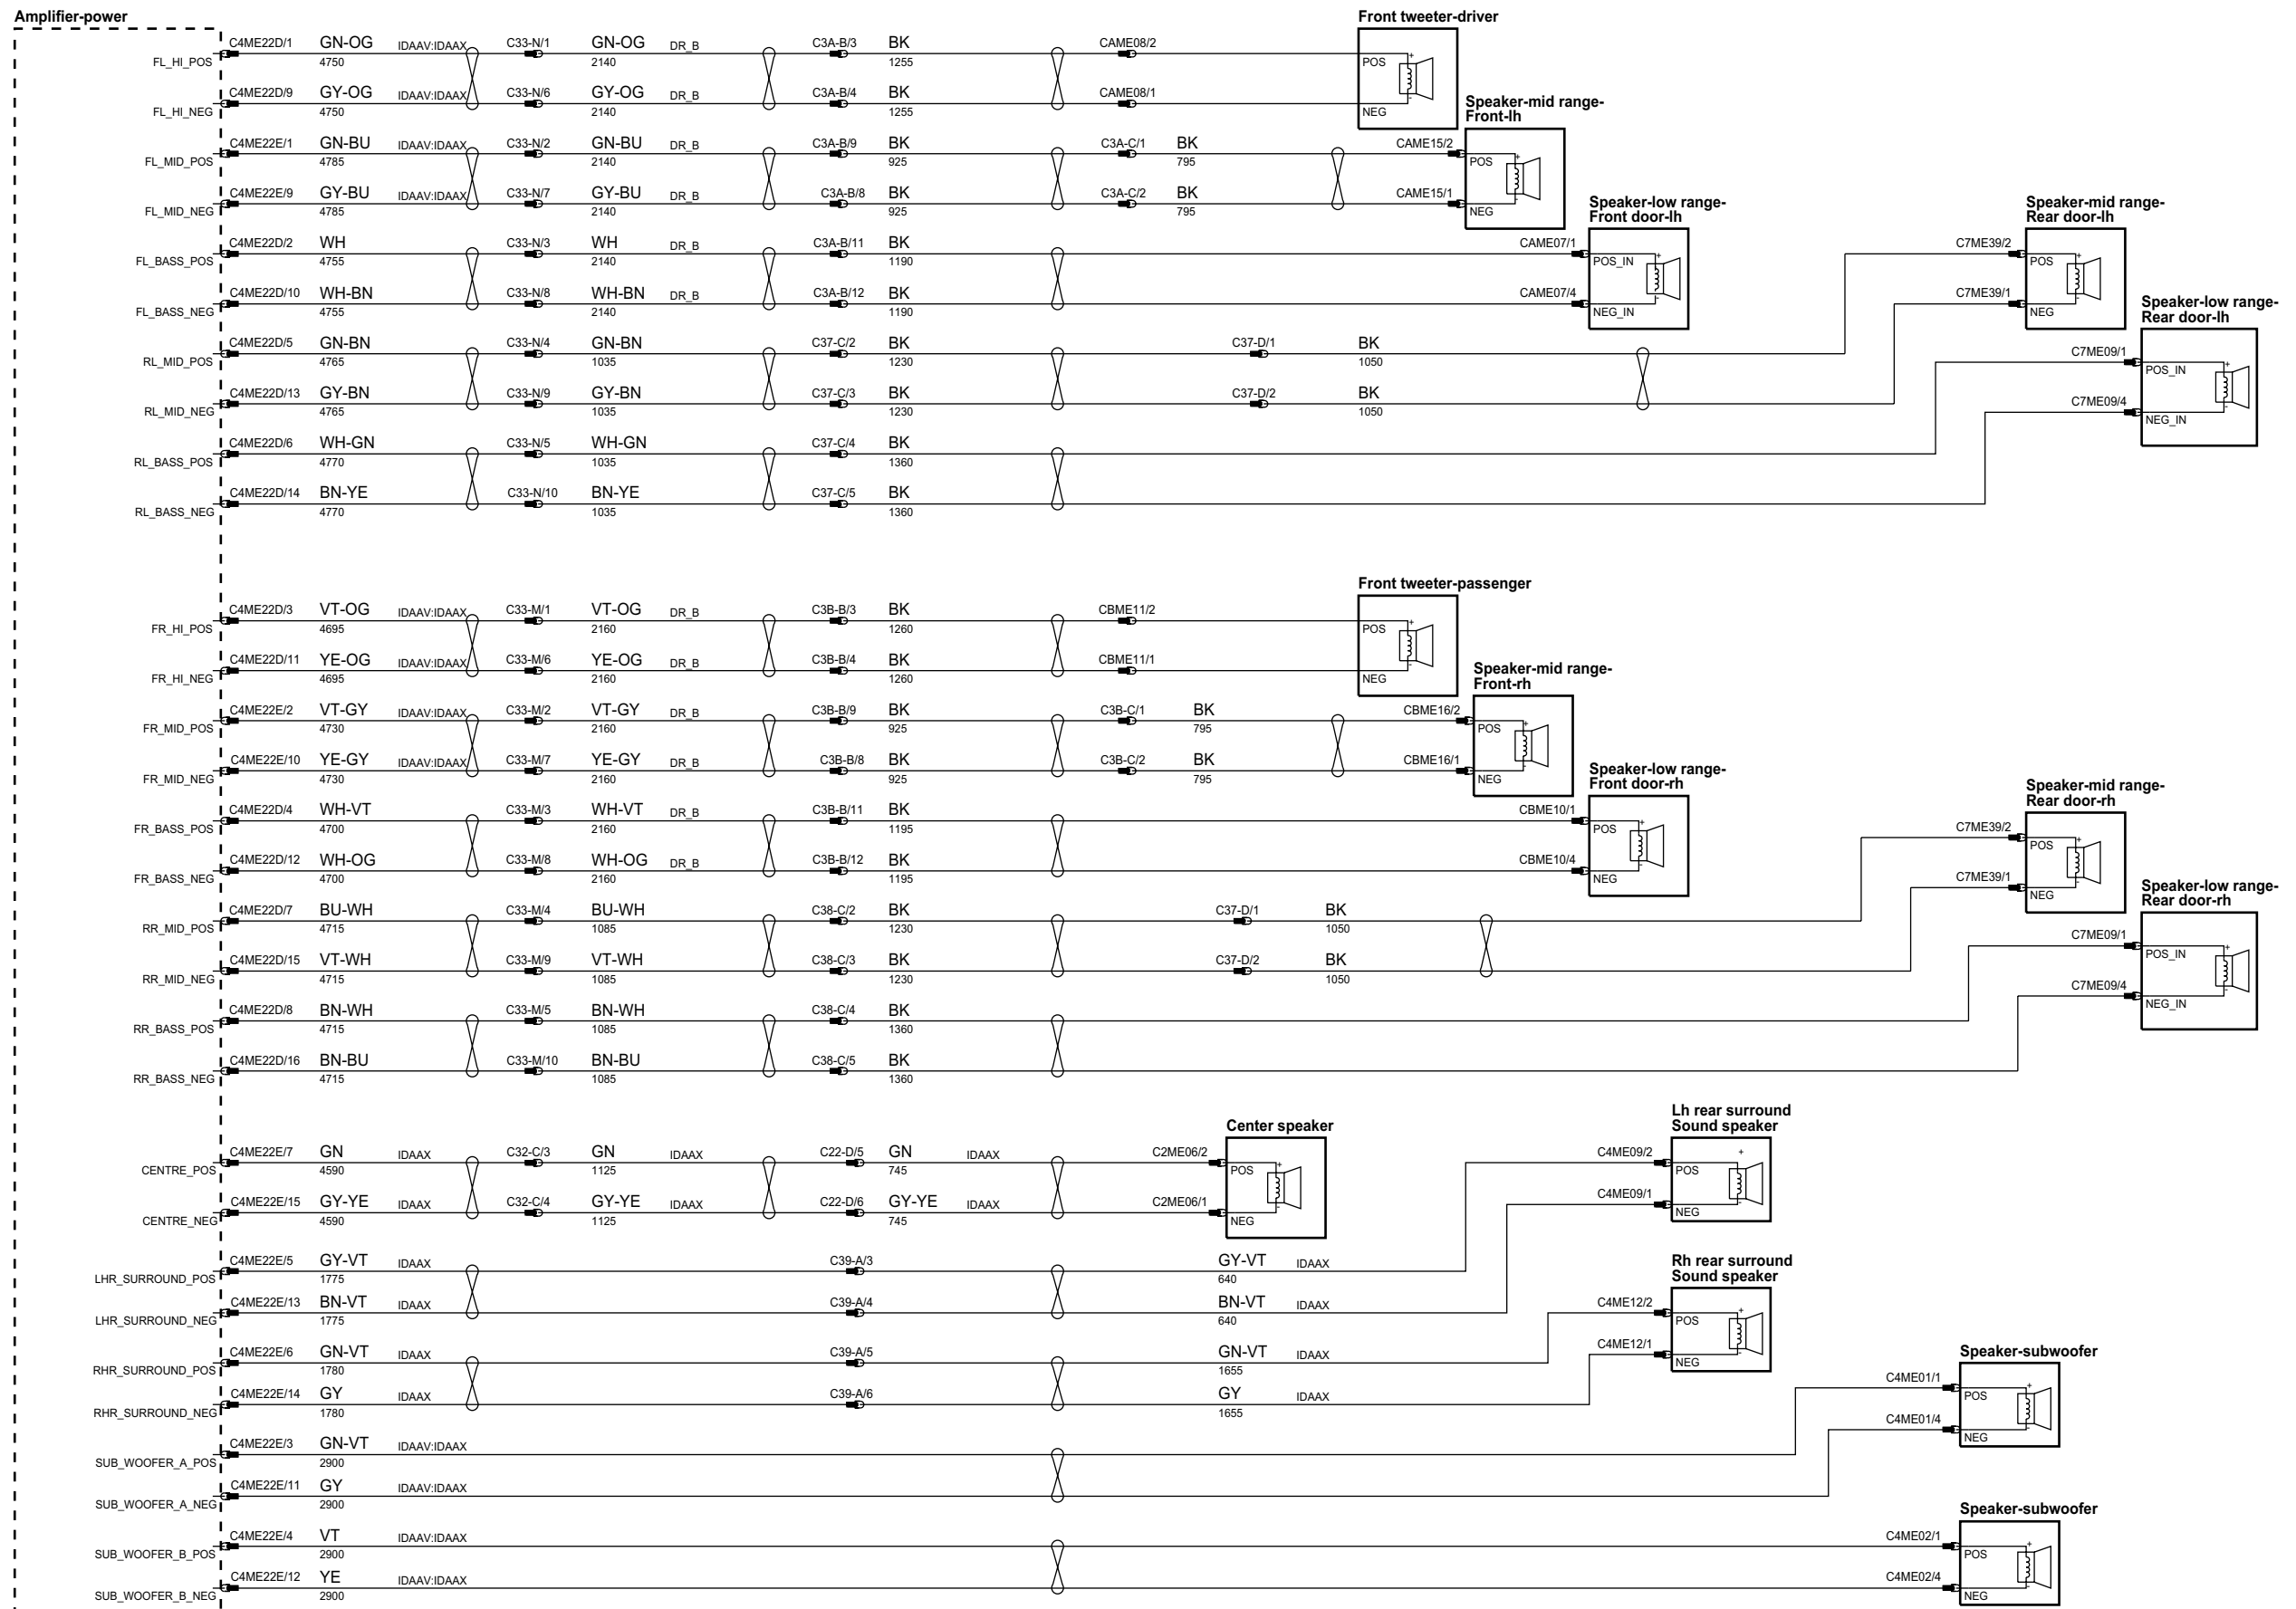 Amplifier-power
Front tweeter-driver
C4ME22D/1 GN-OG IDAAV:IDAAX C33-N/1 GN-OG DR_B C3A-B/3 BK CAME08/2
FL_HI_POS 4750 2140 1255 POS + -
C4ME22D/9 GY-OG IDAAV:IDAAX C33-N/6 GY-OG DR_B C3A-B/4 BK CAME08/1
FL_HI_NEG 4750 2140 1255 NEG
Speaker-mid range-
Front-lh
C4ME22E/1 GN-BU IDAAV:IDAAX C33-N/2 GN-BU DR_B C3A-B/9 BK C3A-C/1 BK CAME15/2
FL_MID_POS 4785 2140 925 795 POS + -
C4ME22E/9 GY-BU IDAAV:IDAAX C33-N/7 GY-BU DR_B C3A-B/8 BK C3A-C/2 BK CAME15/1
FL_MID_NEG 4785 2140 925 795 NEG
Speaker-low range-
Front door-lh
Speaker-mid range-
Rear door-lh
C4ME22D/2 WH C33-N/3 WH DR_B C3A-B/11 BK CAME07/1 C7ME39/2
FL_BASS_POS 4755 2140 1190 POS_IN + - POS + -
C4ME22D/10 WH-BN C33-N/8 WH-BN DR_B C3A-B/12 BK CAME07/4 C7ME39/1
FL_BASS_NEG 4755 2140 1190 NEG_IN NEG
Speaker-low range-
Rear door-lh
C4ME22D/5 GN-BN C33-N/4 GN-BN C37-C/2 BK C37-D/1 BK C7ME09/1
RL_MID_POS 4765 1035 1230 1050 POS_IN + -
C4ME22D/13 GY-BN C33-N/9 GY-BN C37-C/3 BK C37-D/2 BK C7ME09/4
RL_MID_NEG 4765 1035 1230 1050 NEG_IN
C4ME22D/6 WH-GN C33-N/5 WH-GN C37-C/4 BK
RL_BASS_POS 4770 1035 1360
C4ME22D/14 BN-YE C33-N/10 BN-YE C37-C/5 BK
RL_BASS_NEG 4770 1035 1360
Front tweeter-passenger
C4ME22D/3 VT-OG IDAAV:IDAAX C33-M/1 VT-OG DR_B C3B-B/3 BK CBME11/2
FR_HI_POS 4695 2160 1260 POS + -
C4ME22D/11 YE-OG IDAAV:IDAAX C33-M/6 YE-OG DR_B C3B-B/4 BK CBME11/1
FR_HI_NEG 4695 2160 1260 NEG
Speaker-mid range-
Front-rh
C4ME22E/2 VT-GY IDAAV:IDAAX C33-M/2 VT-GY DR_B C3B-B/9 BK C3B-C/1 BK CBME16/2
FR_MID_POS 4730 2160 925 795 POS + -
C4ME22E/10 YE-GY IDAAV:IDAAX C33-M/7 YE-GY DR_B C3B-B/8 BK C3B-C/2 BK CBME16/1
FR_MID_NEG 4730 2160 925 795 NEG
Speaker-low range-
Front door-rh
Speaker-mid range-
Rear door-rh
C4ME22D/4 WH-VT C33-M/3 WH-VT DR_B C3B-B/11 BK CBME10/1 C7ME39/2
FR_BASS_POS 4700 2160 1195 POS + - POS + -
C4ME22D/12 WH-OG C33-M/8 WH-OG DR_B C3B-B/12 BK CBME10/4 C7ME39/1
FR_BASS_NEG 4700 2160 1195 NEG NEG
Speaker-low range-
Rear door-rh
C4ME22D/7 BU-WH C33-M/4 BU-WH C38-C/2 BK C37-D/1 BK C7ME09/1
RR_MID_POS 4715 1085 1230 1050 POS_IN + -
C4ME22D/15 VT-WH C33-M/9 VT-WH C38-C/3 BK C37-D/2 BK C7ME09/4
RR_MID_NEG 4715 1085 1230 1050 NEG_IN
C4ME22D/8 BN-WH C33-M/5 BN-WH C38-C/4 BK
RR_BASS_POS 4715 1085 1360
C4ME22D/16 BN-BU C33-M/10 BN-BU C38-C/5 BK
RR_BASS_NEG 4715 1085 1360
Center speaker
Lh rear surround
Sound speaker
C4ME22E/7 GN IDAAX C32-C/3 GN IDAAX C22-D/5 GN IDAAX C2ME06/2 C4ME09/2
CENTRE_POS 4590 1125 745 POS + - POS + -
C4ME22E/15 GY-YE IDAAX C32-C/4 GY-YE IDAAX C22-D/6 GY-YE IDAAX C2ME06/1 C4ME09/1
CENTRE_NEG 4590 1125 745 NEG NEG
Rh rear surround
Sound speaker
C4ME22E/5 GY-VT IDAAX C39-A/3 GY-VT IDAAX
LHR_SURROUND_POS 1775 640
C4ME22E/13 BN-VT IDAAX C39-A/4 BN-VT IDAAX C4ME12/2
LHR_SURROUND_NEG 1775 640 POS + -
C4ME22E/6 GN-VT IDAAX C39-A/5 GN-VT IDAAX C4ME12/1
RHR_SURROUND_POS 1780 1655 NEG
Speaker-subwoofer
C4ME22E/14 GY IDAAX C39-A/6 GY IDAAX C4ME01/1
RHR_SURROUND_NEG 1780 1655 POS + -
C4ME22E/3 GN-VT IDAAV:IDAAX C4ME01/4
SUB_WOOFER_A_POS 2900 NEG
C4ME22E/11 GY IDAAV:IDAAX
SUB_WOOFER_A_NEG 2900
Speaker-subwoofer
C4ME22E/4 VT IDAAV:IDAAX C4ME02/1
SUB_WOOFER_B_POS 2900 POS + -
C4ME22E/12 YE IDAAV:IDAAX C4ME02/4
SUB_WOOFER_B_NEG 2900 NEG